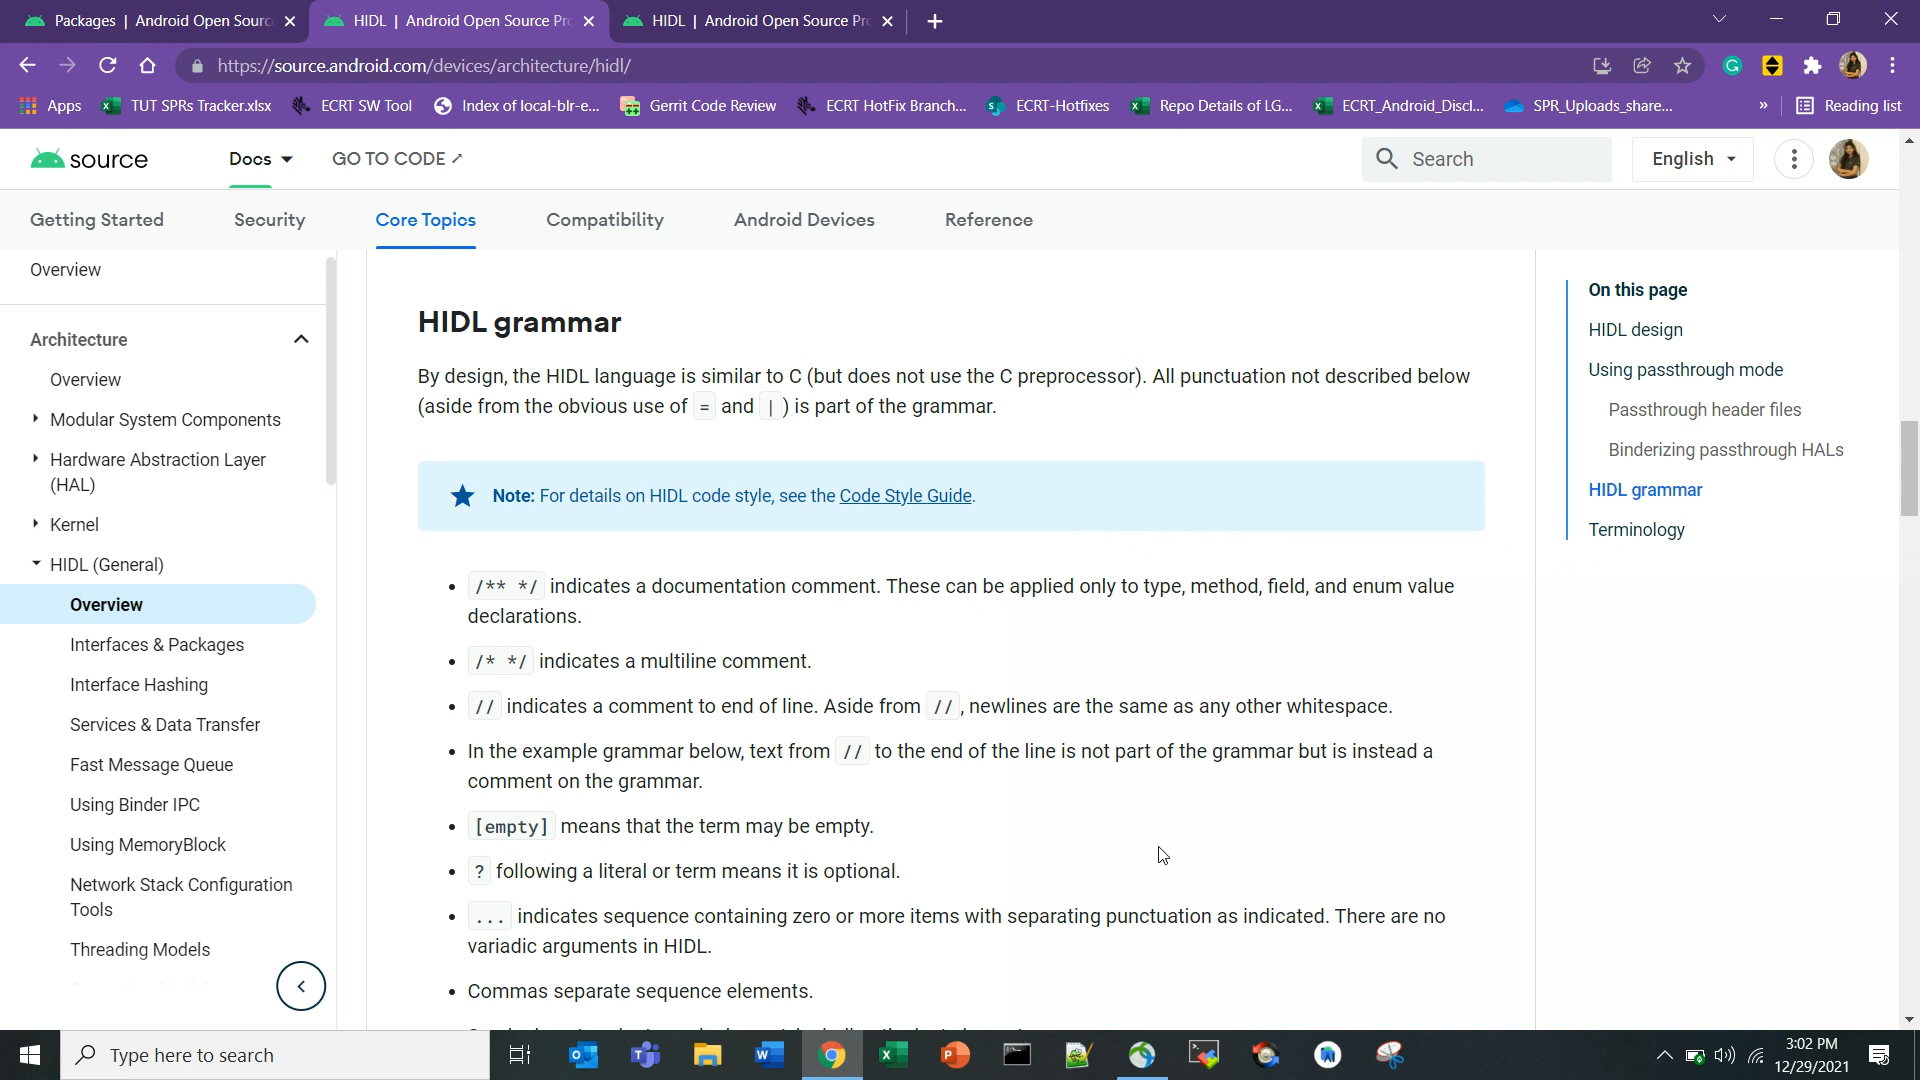 Packages | Android Open Sourc
HIDL | Android Open Source Pr
HIDL | Android Open Source Pr
https://source.android.com/devices/architecture/hidl/
Apps
TUT SPRs Tracker.xlsx
ECRT SW Tool
Index of local-blr-e...
Gerrit Code Review
ECRT HotFix Branch...
ECRT-Hotfixes
Repo Details of LG...
ECRT_Android_Discl...
SPR_Uploads_share...
»
Reading list
source
Docs
GO TO CODE ↗
Search
English
Getting Started
Security
Core Topics
Compatibility
Android Devices
Reference
Overview
Architecture
Overview
Modular System Components
Hardware Abstraction Layer
(HAL)
Kernel
HIDL (General)
Overview
Interfaces & Packages
Interface Hashing
Services & Data Transfer
Fast Message Queue
Using Binder IPC
Using MemoryBlock
Network Stack Configuration
Tools
Threading Models
HIDL grammar
By design, the HIDL language is similar to C (but does not use the C preprocessor). All punctuation not described below
(aside from the obvious use of = and | ) is part of the grammar.
Note: For details on HIDL code style, see the Code Style Guide.
• /** */ indicates a documentation comment. These can be applied only to type, method, field, and enum value
declarations.
• /* */ indicates a multiline comment.
• // indicates a comment to end of line. Aside from // , newlines are the same as any other whitespace.
• In the example grammar below, text from // to the end of the line is not part of the grammar but is instead a
comment on the grammar.
• [empty] means that the term may be empty.
• ? following a literal or term means it is optional.
• ... indicates sequence containing zero or more items with separating punctuation as indicated. There are no
variadic arguments in HIDL.
• Commas separate sequence elements.
On this page
HIDL design
Using passthrough mode
Passthrough header files
Binderizing passthrough HALs
HIDL grammar
Terminology
Type here to search
3:02 PM
12/29/2021